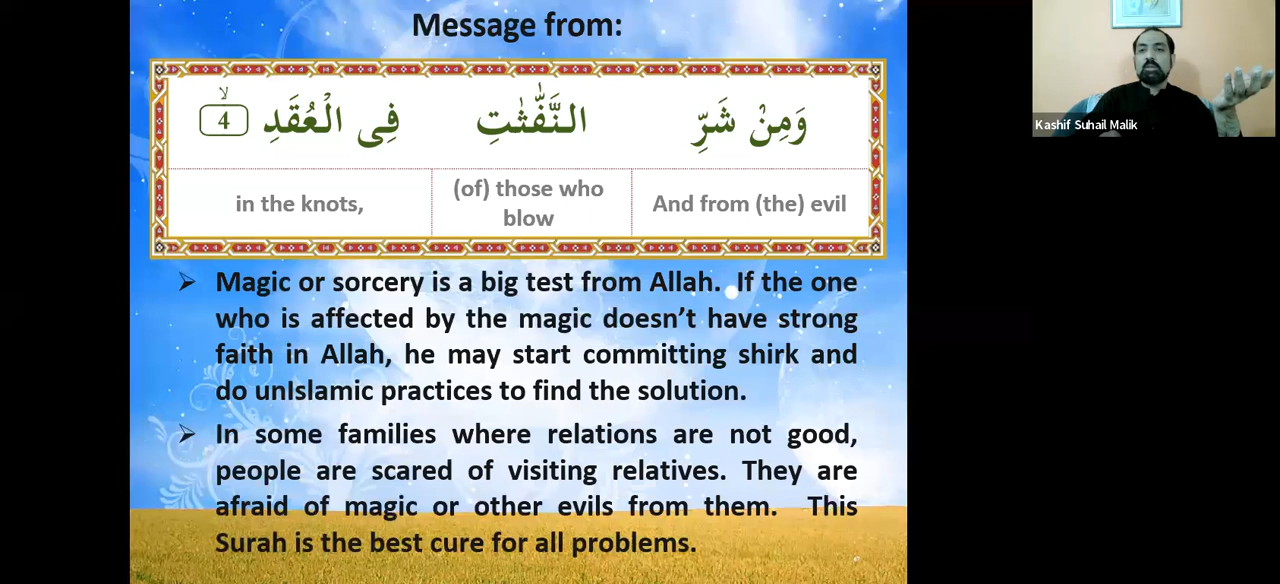 Message from:
وَمِنْ شَرِّ النَّفّٰثٰتِ فِى الْعُقَدِ 4
in the knots,
(of) those who
blow
And from (the) evil
➢ Magic or sorcery is a big test from Allah. If the one
who is affected by the magic doesn’t have strong
faith in Allah, he may start committing shirk and
do unIslamic practices to find the solution.
➢ In some families where relations are not good,
people are scared of visiting relatives. They are
afraid of magic or other evils from them. This
Surah is the best cure for all problems.
Kashif Suhail Malik